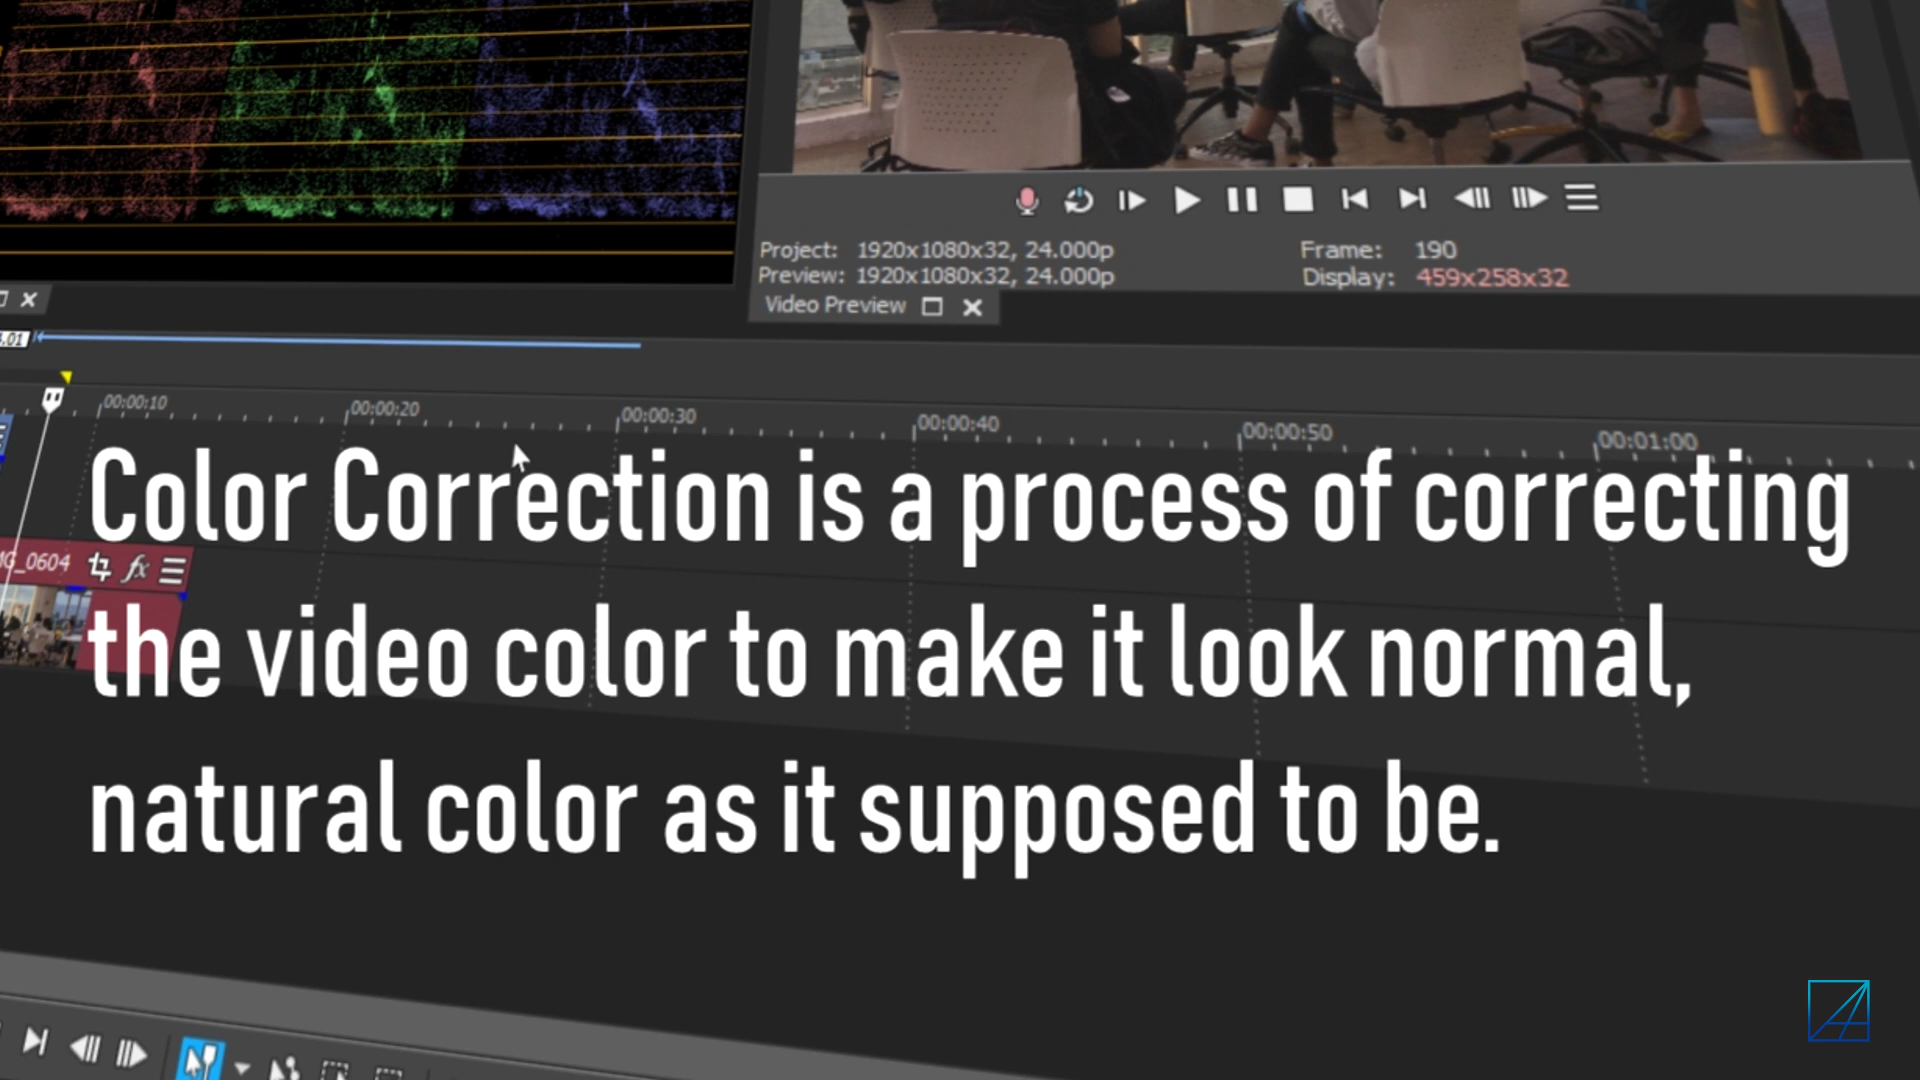 Project: 1920x1080x32, 24.000p Frame: 190
Preview: 1920x1080x32, 24.000p Display: 459x258x32
Video Preview
00:00:10 00:00:20 00:00:30 00:00:40 00:00:50 00:01:00
Color Correction is a process of correcting
_0604 fx
the video color to make it look normal,
natural color as it supposed to be.